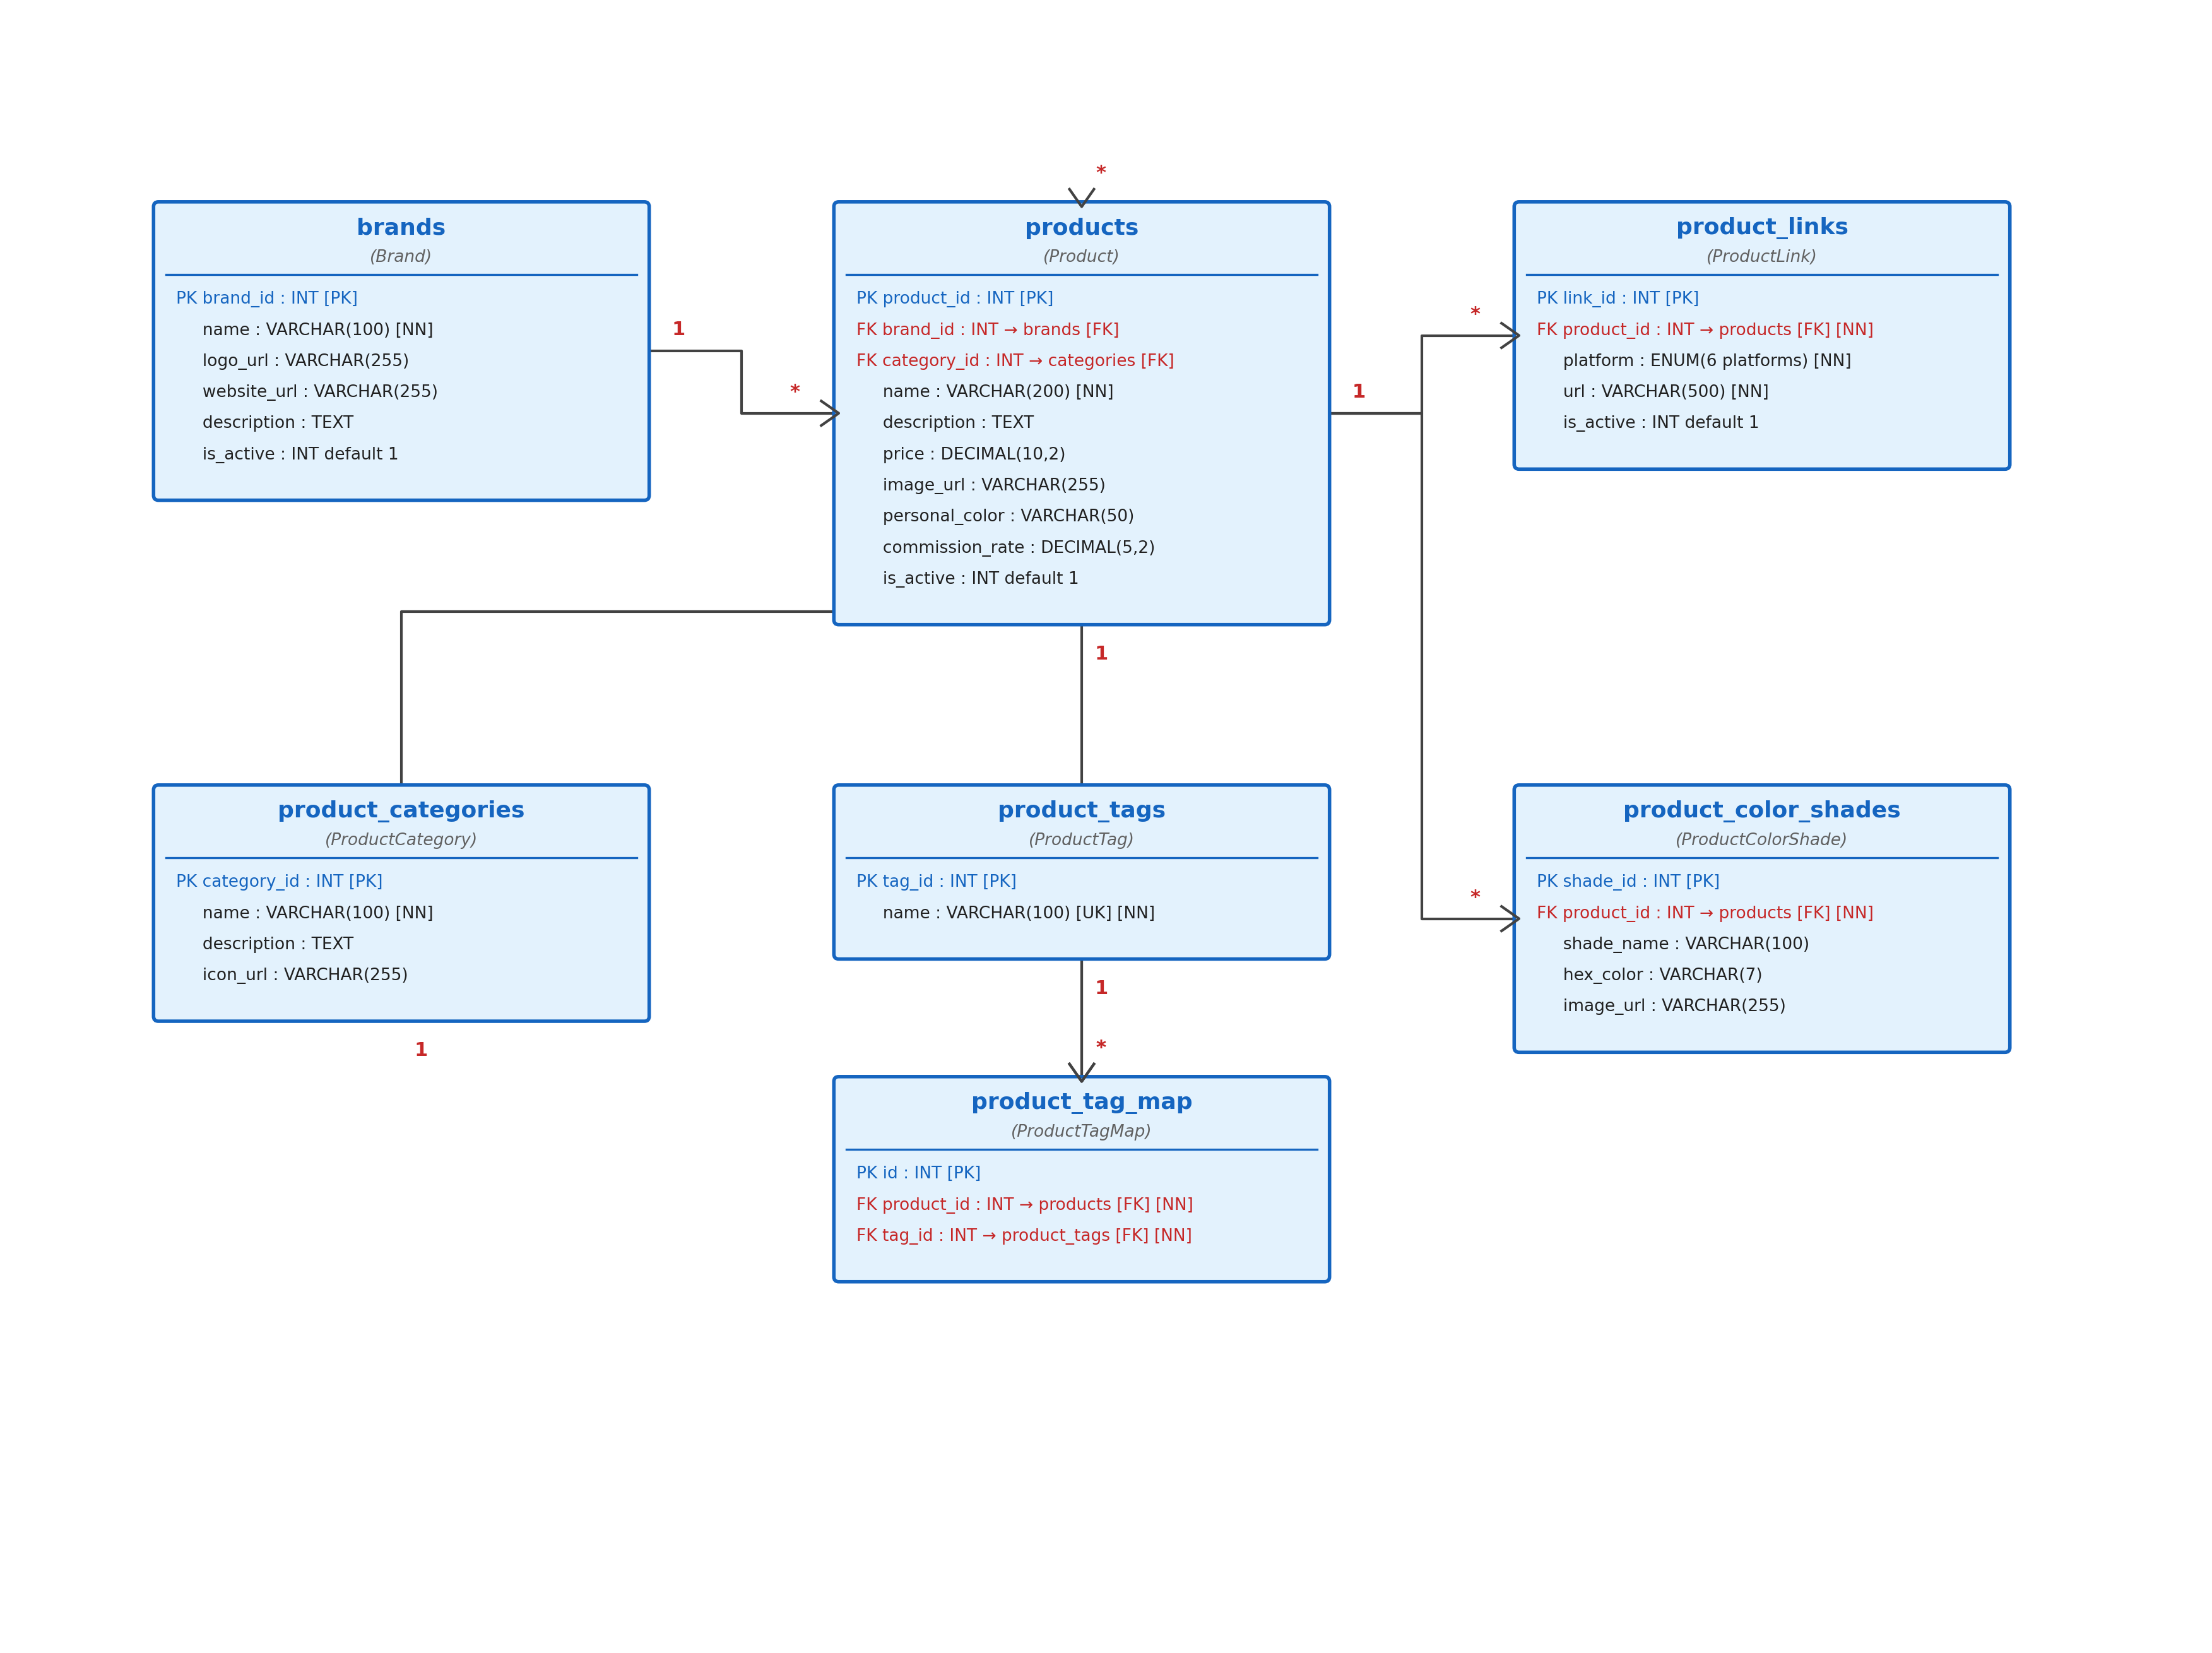 brands
(Brand)
PK brand_id : INT [PK]
name : VARCHAR(100) [NN]
logo_url : VARCHAR(255)
website_url : VARCHAR(255)
description : TEXT
is_active : INT default 1
1
*
*
products
(Product)
PK product_id : INT [PK]
FK brand_id : INT → brands [FK]
FK category_id : INT → categories [FK]
name : VARCHAR(200) [NN]
description : TEXT
price : DECIMAL(10,2)
image_url : VARCHAR(255)
personal_color : VARCHAR(50)
commission_rate : DECIMAL(5,2)
is_active : INT default 1
1
1
*
product_links
(ProductLink)
PK link_id : INT [PK]
FK product_id : INT → products [FK] [NN]
platform : ENUM(6 platforms) [NN]
url : VARCHAR(500) [NN]
is_active : INT default 1
product_categories
(ProductCategory)
PK category_id : INT [PK]
name : VARCHAR(100) [NN]
description : TEXT
icon_url : VARCHAR(255)
1
product_tags
(ProductTag)
PK tag_id : INT [PK]
name : VARCHAR(100) [UK] [NN]
1
*
*
product_color_shades
(ProductColorShade)
PK shade_id : INT [PK]
FK product_id : INT → products [FK] [NN]
shade_name : VARCHAR(100)
hex_color : VARCHAR(7)
image_url : VARCHAR(255)
product_tag_map
(ProductTagMap)
PK id : INT [PK]
FK product_id : INT → products [FK] [NN]
FK tag_id : INT → product_tags [FK] [NN]